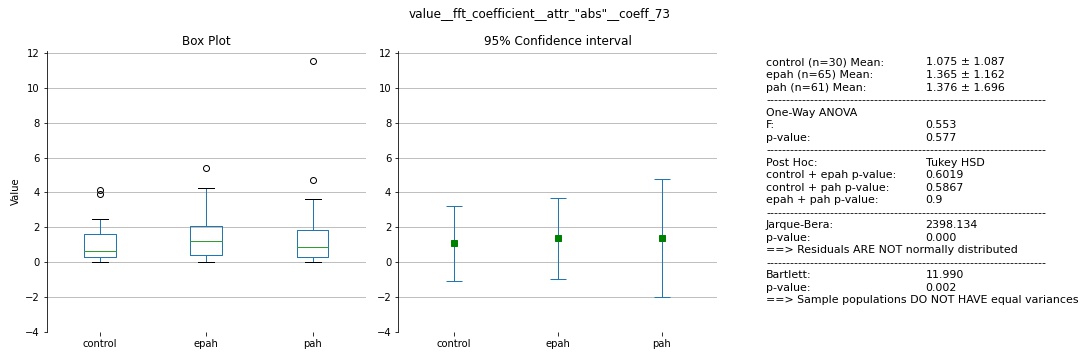 value__fft_coefficient__attr_"abs"__coeff_73
Box Plot
12
10
8
6
4
2
0
−2
−4
Value
control epah pah
95% Confidence interval
12
10
8
6
4
2
0
−2
−4
control epah pah
control (n=30) Mean: 1.075 ± 1.087
epah (n=65) Mean: 1.365 ± 1.162
pah (n=61) Mean: 1.376 ± 1.696
One-Way ANOVA
F: 0.553
p-value: 0.577
Post Hoc: Tukey HSD
control + epah p-value: 0.6019
control + pah p-value: 0.5867
epah + pah p-value: 0.9
Jarque-Bera: 2398.134
p-value: 0.000
==> Residuals ARE NOT normally distributed
Bartlett: 11.990
p-value: 0.002
==> Sample populations DO NOT HAVE equal variances